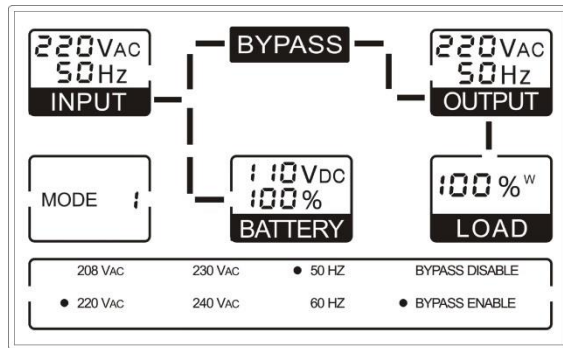 220VAC
50Hz
INPUT
BYPASS
220VAC
50Hz
OUTPUT
MODE 1
110VDC
100%
BATTERY
100%W
LOAD
208 VAC 230 VAC • 50 HZ BYPASS DISABLE
• 220 VAC 240 VAC 60 HZ • BYPASS ENABLE